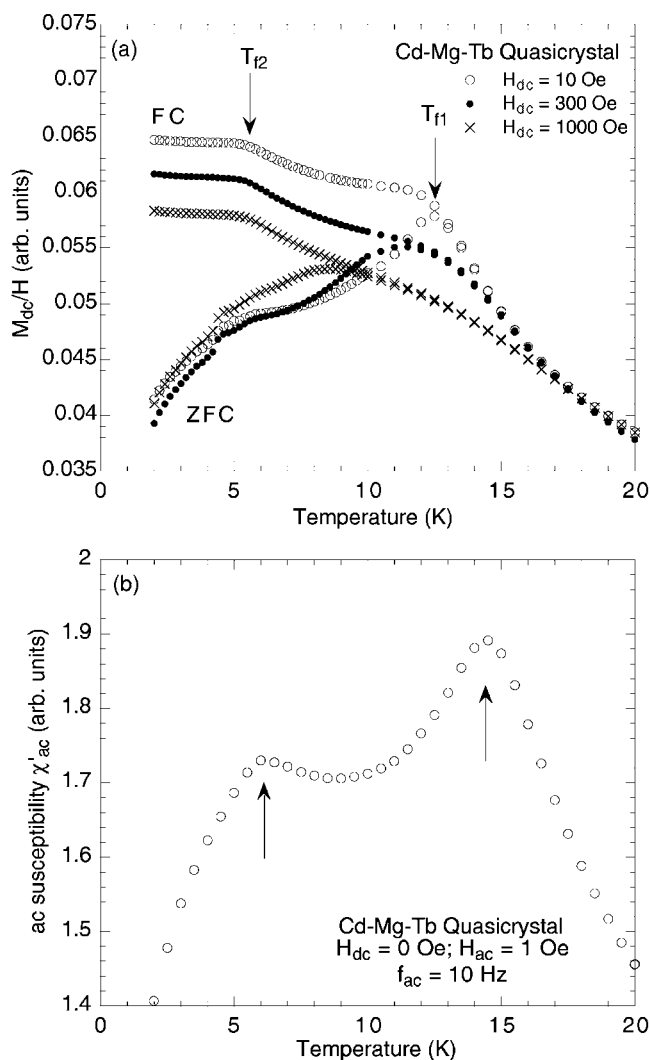 (a)
Cd-Mg-Tb Quasicrystal
H_dc = 10 Oe
H_dc = 300 Oe
H_dc = 1000 Oe
T_f2
T_f1
FC
ZFC
0.075
0.07
0.065
0.06
0.055
0.05
0.045
0.04
0.035
M_dc/H (arb. units)
0 5 10 15 20
Temperature (K)
(b)
2
1.9
1.8
1.7
1.6
1.5
1.4
ac susceptibility χ'_ac (arb. units)
Cd-Mg-Tb Quasicrystal
H_dc = 0 Oe; H_ac = 1 Oe
f_ac = 10 Hz
0 5 10 15 20
Temperature (K)